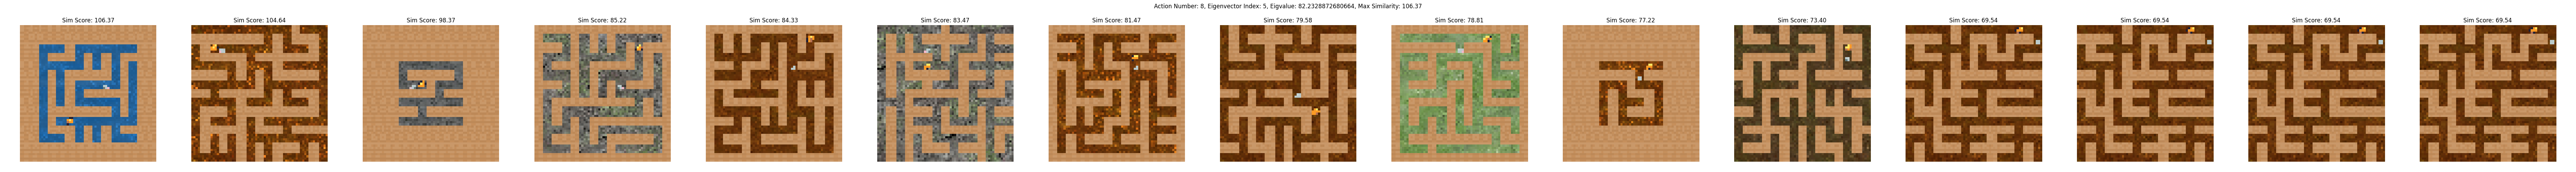 Action Number: 8, Eigenvector Index: 5, Eigvalue: 82.2328872680664, Max Similarity: 106.37
Sim Score: 106.37
Sim Score: 104.64
Sim Score: 98.37
Sim Score: 85.22
Sim Score: 84.33
Sim Score: 83.47
Sim Score: 81.47
Sim Score: 79.58
Sim Score: 78.81
Sim Score: 77.22
Sim Score: 73.40
Sim Score: 69.54
Sim Score: 69.54
Sim Score: 69.54
Sim Score: 69.54